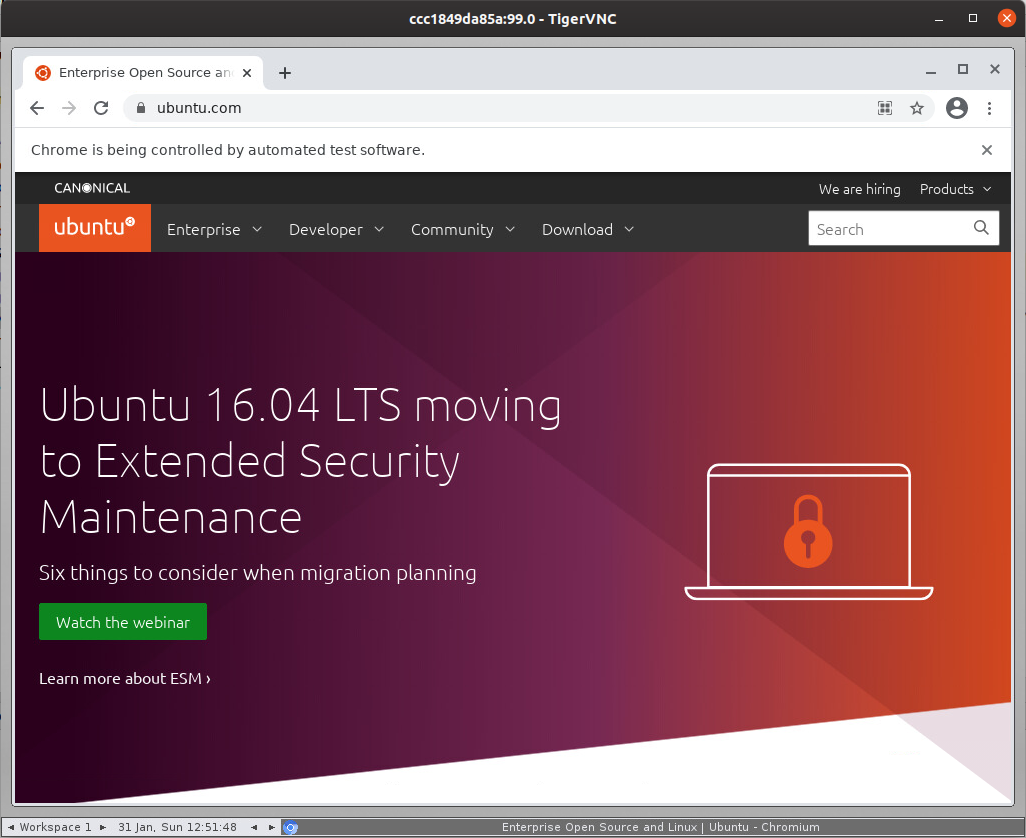 ccc1849da85a:99.0 - TigerVNC
Enterprise Open Source an
ubuntu.com
Chrome is being controlled by automated test software.
CANONICAL
We are hiring
Products
ubuntu
Enterprise
Developer
Community
Download
Search
Ubuntu 16.04 LTS moving
to Extended Security
Maintenance
Six things to consider when migration planning
Watch the webinar
Learn more about ESM ›
Workspace 1
31 Jan, Sun 12:51:48
Enterprise Open Source and Linux | Ubuntu - Chromium